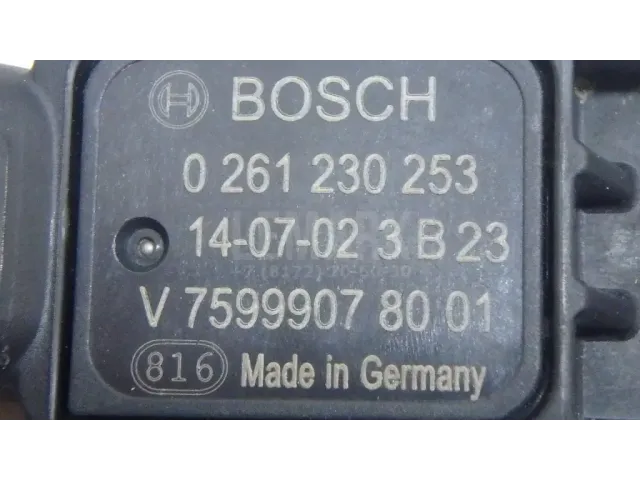 BOSCH
0 261 230 253
14-07-02 3 B 23
V 7599907 80 01
816 Made in Germany